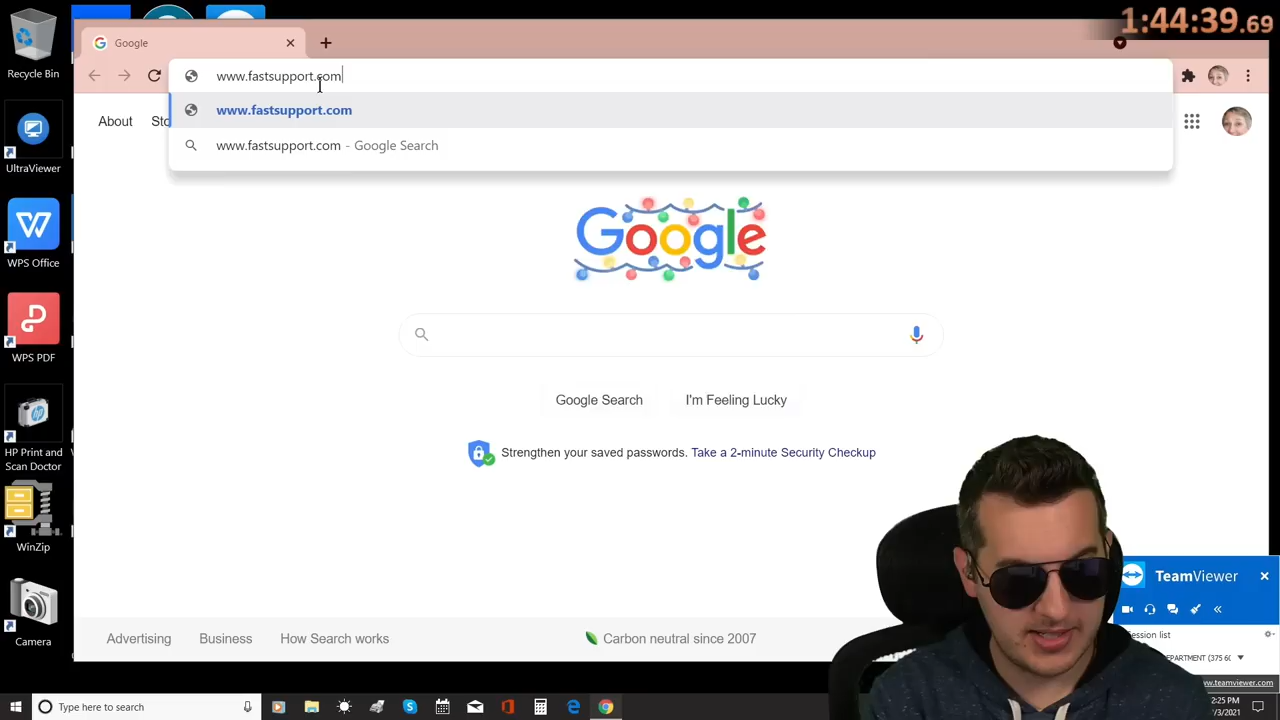 1:44:39.69
Google
www.fastsupport.com
www.fastsupport.com
www.fastsupport.com - Google Search
About
Google
Google Search
I'm Feeling Lucky
Strengthen your saved passwords. Take a 2-minute Security Checkup
Advertising
Business
How Search works
Carbon neutral since 2007
Recycle Bin
UltraViewer
WPS Office
WPS PDF
HP Print and
Scan Doctor
WinZip
Camera
TeamViewer
Session list
www.teamviewer.com
Type here to search
2:25 PM